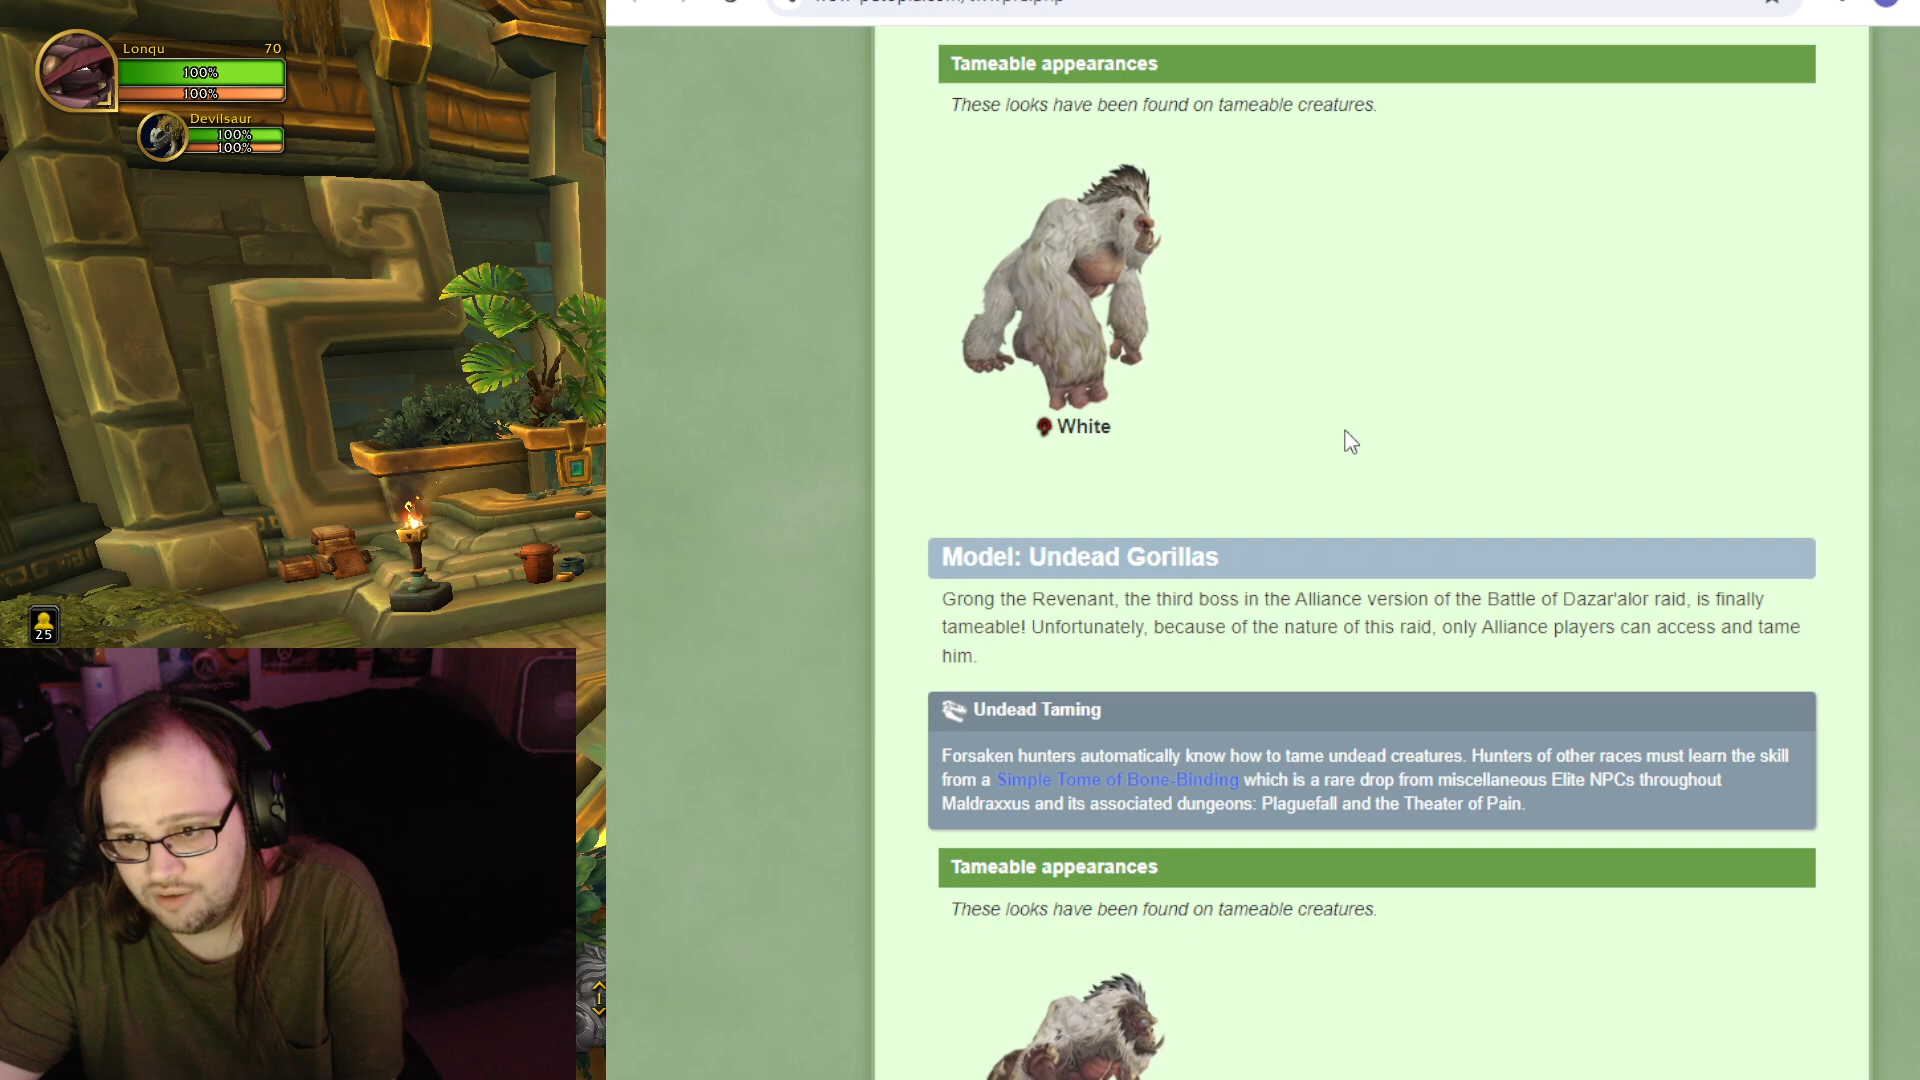 Lonqu 70
100%
100%
Devilsaur
100%
100%
25
1
Tameable appearances
These looks have been found on tameable creatures.
White
Model: Undead Gorillas
Grong the Revenant, the third boss in the Alliance version of the Battle of Dazar'alor raid, is finally
tameable! Unfortunately, because of the nature of this raid, only Alliance players can access and tame
him.
Undead Taming
Forsaken hunters automatically know how to tame undead creatures. Hunters of other races must learn the skill
from a Simple Tome of Bone-Binding which is a rare drop from miscellaneous Elite NPCs throughout
Maldraxxus and its associated dungeons: Plaguefall and the Theater of Pain.
Tameable appearances
These looks have been found on tameable creatures.